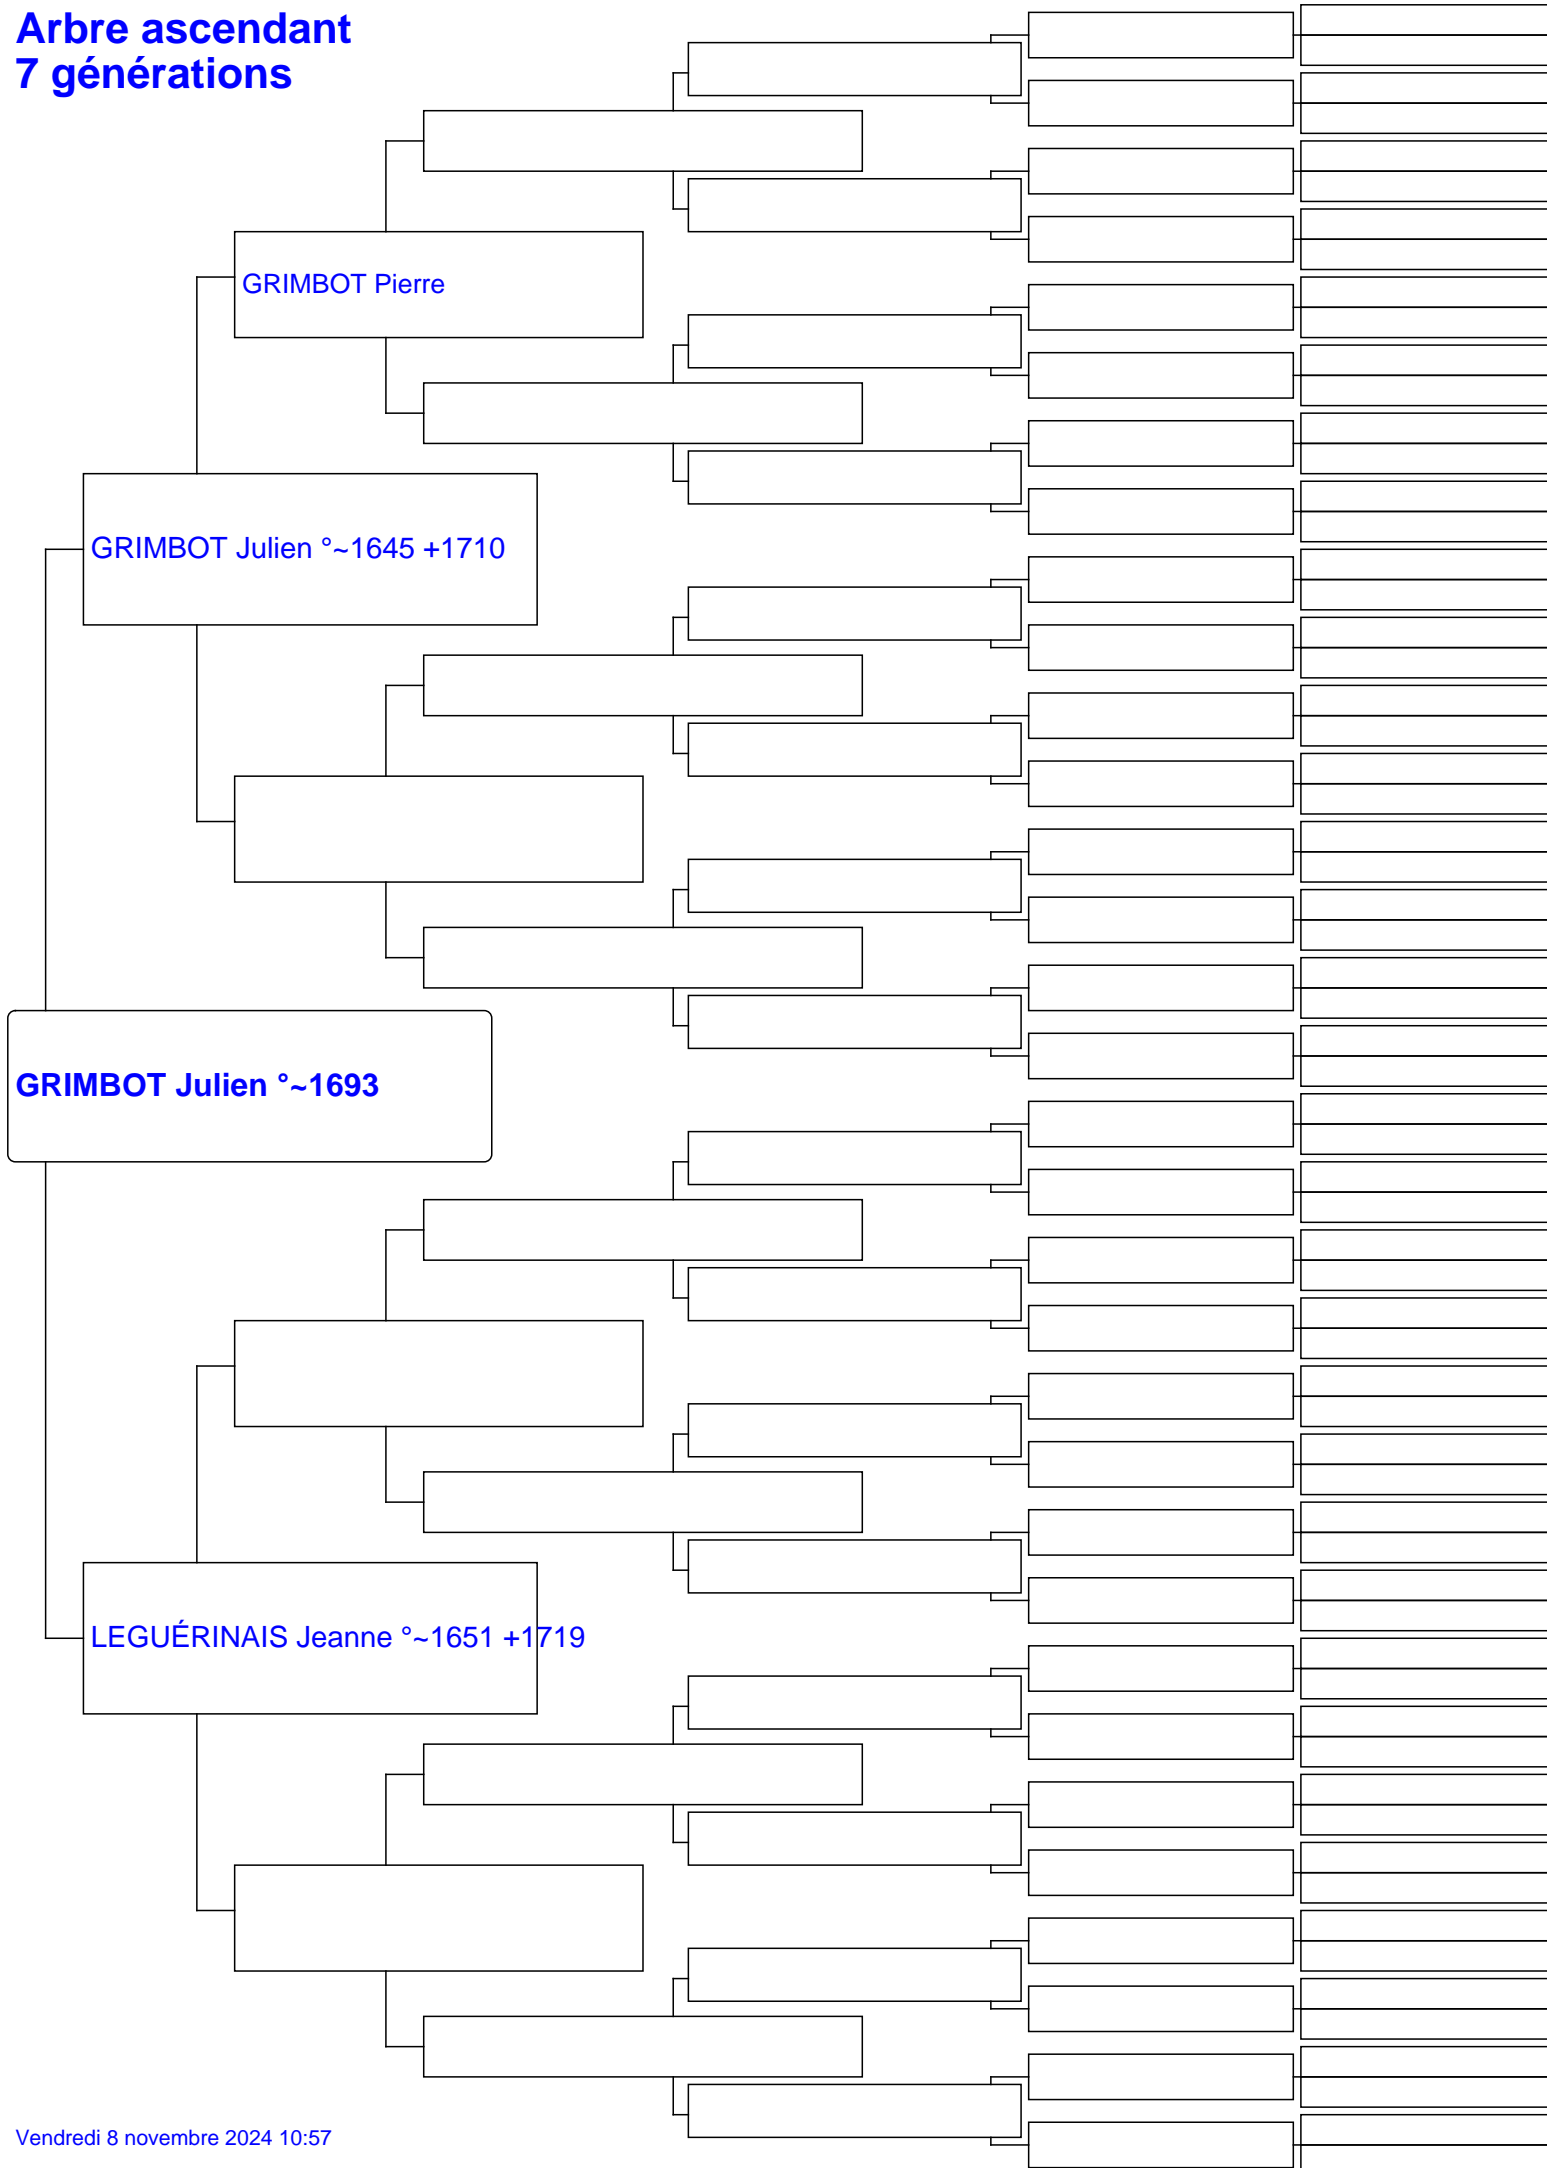 Arbre ascendant
7 générations
GRIMBOT Pierre
GRIMBOT Julien °~1645 +1710
GRIMBOT Julien °~1693
LEGUÉRINAIS Jeanne °~1651 +1719
Vendredi 8 novembre 2024 10:57